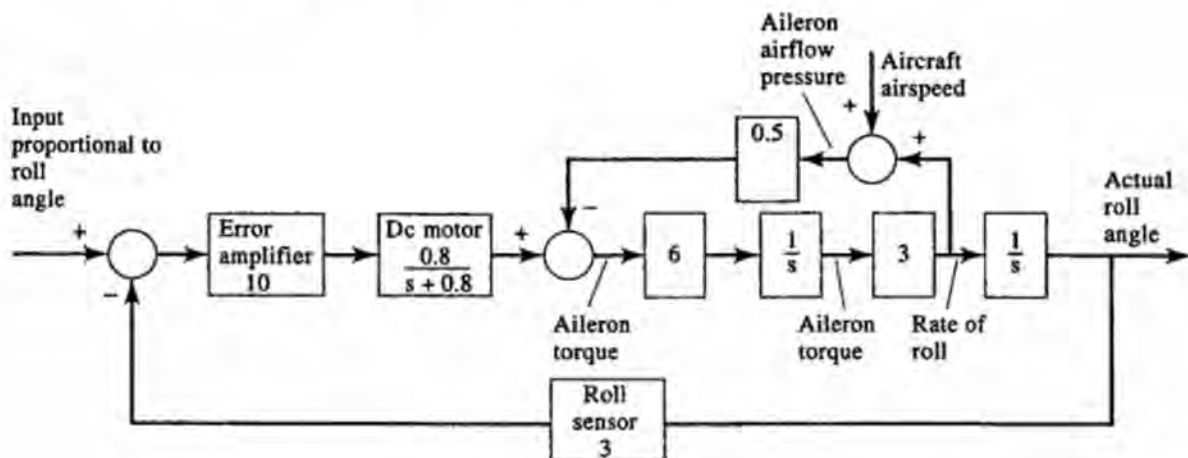 Aileron
airflow
pressure
Aircraft
airspeed
+
+
0.5
Input
proportional to
roll
angle
Actual
roll
angle
+
−
Error
amplifier
10
Dc motor
0.8
s + 0.8
+
−
6
1
s
3
1
s
Aileron
torque
Aileron
torque
Rate of
roll
Roll
sensor
3